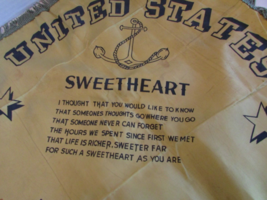 UNITED STATES
SWEETHEART
I THOUGHT THAT YOU WOULD LIKE TO KNOW
THAT SOMEONES THOUGHTS GO WHERE YOU GO
THAT SOMEONE NEVER CAN FORGET
THE HOURS WE SPENT SINCE FIRST WE MET
THAT LIFE IS RICHER, SWEETER FAR
FOR SUCH A SWEETHEART AS YOU ARE